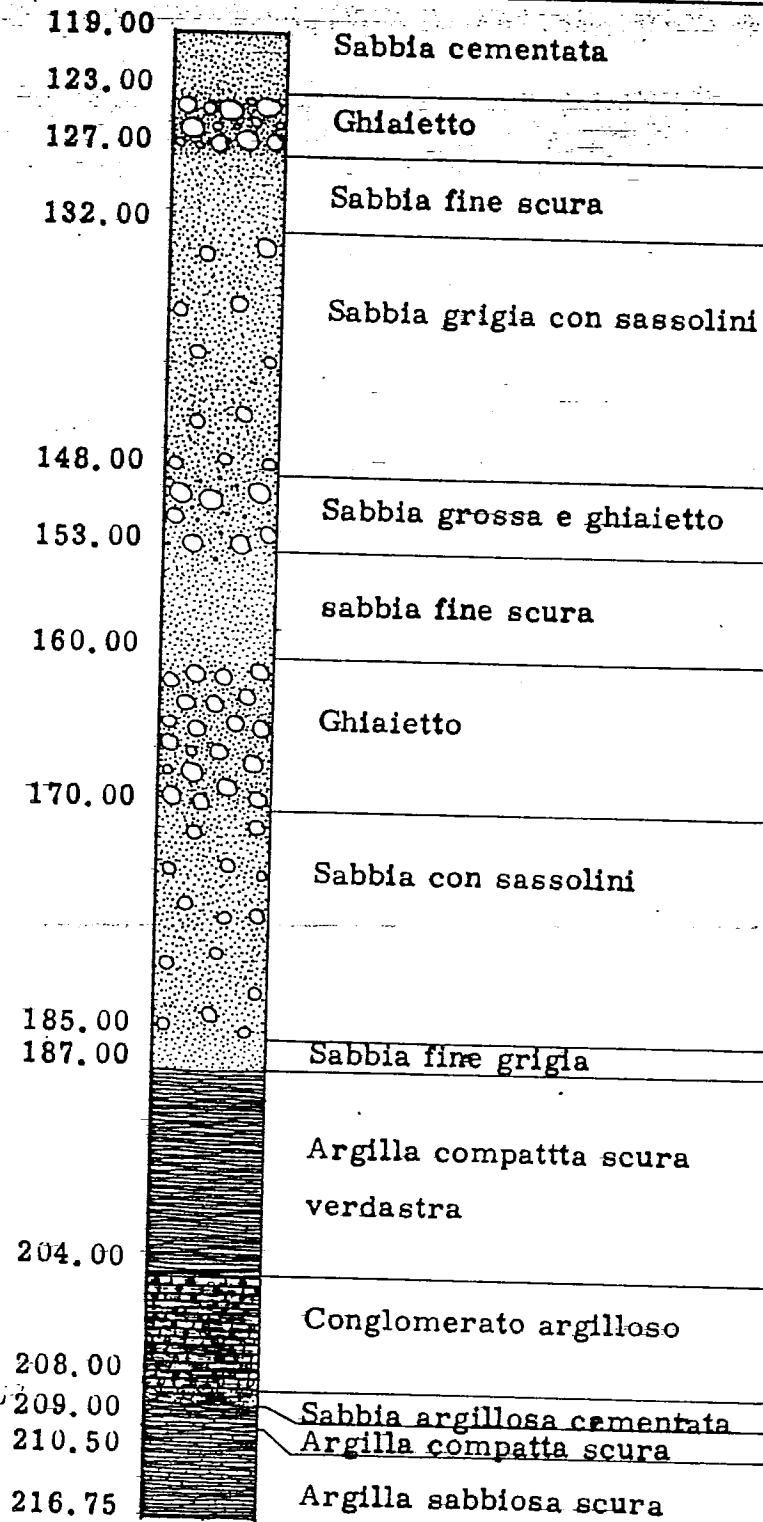 119.00
Sabbia cementata
123.00
Ghiaietto
127.00
Sabbia fine scura
132.00
Sabbia grigia con sassolini
148.00
Sabbia grossa e ghiaietto
153.00
sabbia fine scura
160.00
Ghiaietto
170.00
Sabbia con sassolini
185.00
187.00
Sabbia fine grigia
Argilla compattta scura
verdastra
204.00
Conglomerato argilloso
208.00
209.00
Sabbia argillosa cementata
210.50
Argilla compatta scura
216.75
Argilla sabbiosa scura